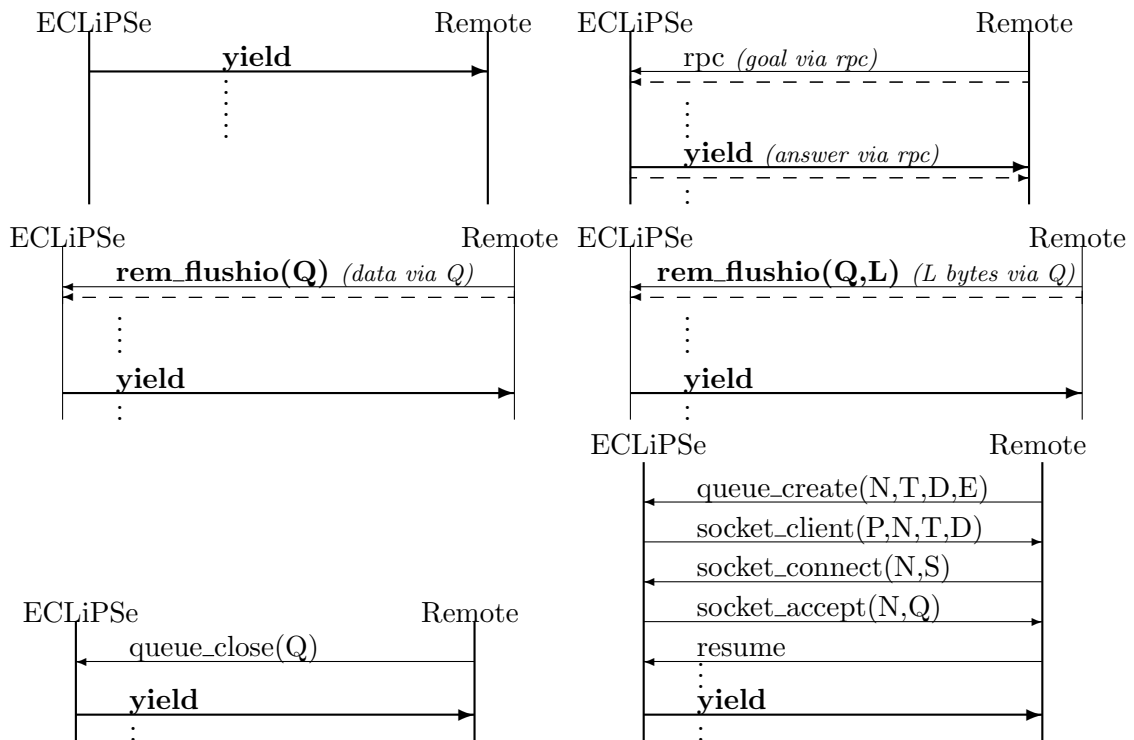 ECLiPSe Remote
yield
ECLiPSe Remote
rpc (goal via rpc)
yield (answer via rpc)
ECLiPSe Remote
rem_flushio(Q) (data via Q)
yield
ECLiPSe Remote
rem_flushio(Q,L) (L bytes via Q)
yield
ECLiPSe Remote
queue_close(Q)
yield
ECLiPSe Remote
queue_create(N,T,D,E)
socket_client(P,N,T,D)
socket_connect(N,S)
socket_accept(N,Q)
resume
yield